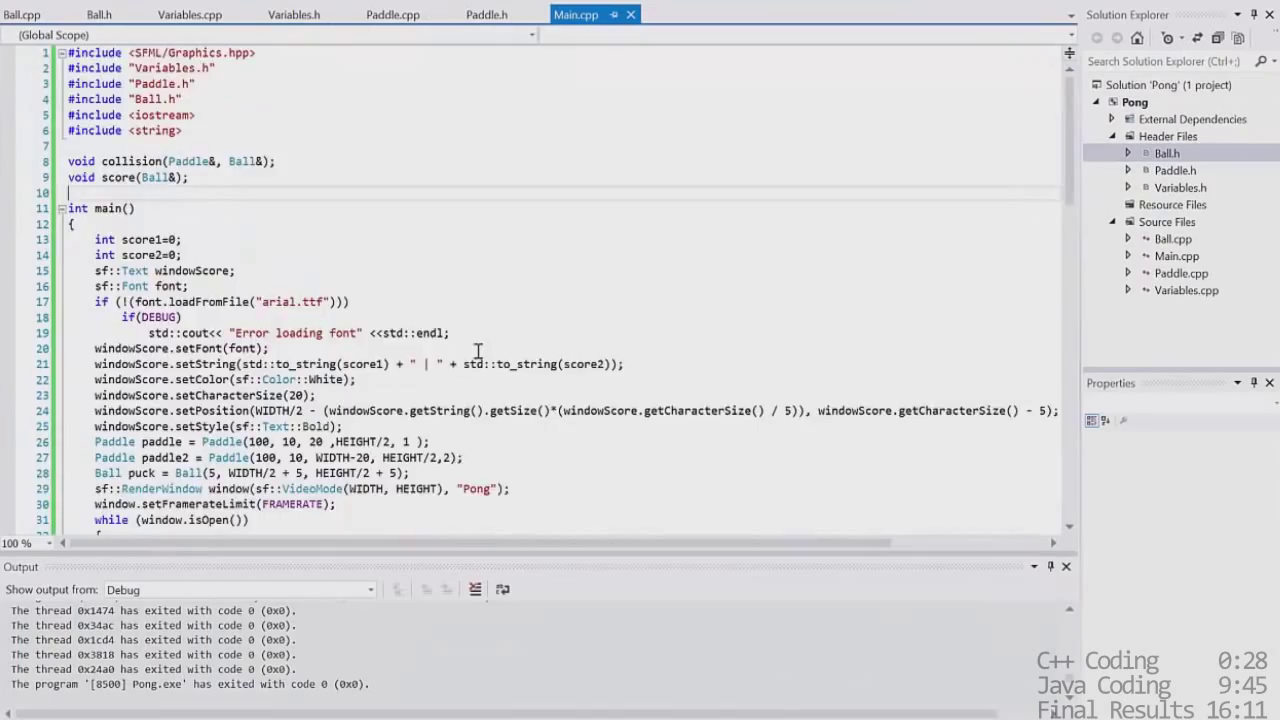 Ball.cpp Ball.h Variables.cpp Variables.h Paddle.cpp Paddle.h Main.cpp
(Global Scope)
1 #include <SFML/Graphics.hpp>
2 #include "Variables.h"
3 #include "Paddle.h"
4 #include "Ball.h"
5 #include <iostream>
6 #include <string>
7
8 void collision(Paddle&, Ball&);
9 void score(Ball&);
10
11 int main()
12 {
13 int score1=0;
14 int score2=0;
15 sf::Text windowScore;
16 sf::Font font;
17 if (!(font.loadFromFile("arial.ttf")))
18 if(DEBUG)
19 std::cout<< "Error loading font" <<std::endl;
20 windowScore.setFont(font);
21 windowScore.setString(std::to_string(score1) + " | " + std::to_string(score2));
22 windowScore.setColor(sf::Color::White);
23 windowScore.setCharacterSize(20);
24 windowScore.setPosition(WIDTH/2 - (windowScore.getString().getSize()*(windowScore.getCharacterSize() / 5)), windowScore.getCharacterSize() - 5);
25 windowScore.setStyle(sf::Text::Bold);
26 Paddle paddle = Paddle(100, 10, 20 ,HEIGHT/2, 1 );
27 Paddle paddle2 = Paddle(100, 10, WIDTH-20, HEIGHT/2,2);
28 Ball puck = Ball(5, WIDTH/2 + 5, HEIGHT/2 + 5);
29 sf::RenderWindow window(sf::VideoMode(WIDTH, HEIGHT), "Pong");
30 window.setFramerateLimit(FRAMERATE);
31 while (window.isOpen())
{
100 %
Output
Show output from: Debug
The thread 0x1474 has exited with code 0 (0x0).
The thread 0x34ac has exited with code 0 (0x0).
The thread 0x1cd4 has exited with code 0 (0x0).
The thread 0x3818 has exited with code 0 (0x0).
The thread 0x24a0 has exited with code 0 (0x0).
The program '[8500] Pong.exe' has exited with code 0 (0x0).
Solution Explorer
Search Solution Explorer (Ctrl+;)
Solution 'Pong' (1 project)
Pong
External Dependencies
Header Files
Ball.h
Paddle.h
Variables.h
Resource Files
Source Files
Ball.cpp
Main.cpp
Paddle.cpp
Variables.cpp
Properties
C++ Coding 0:28
Java Coding 9:45
Final Results 16:11